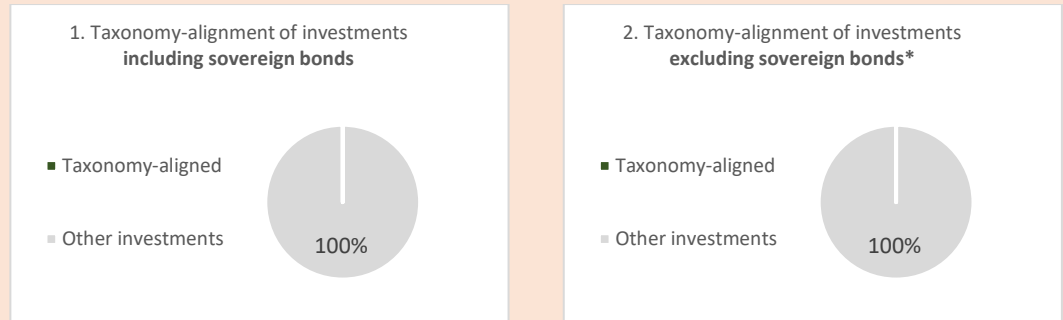 1. Taxonomy-alignment of investments
including sovereign bonds
Taxonomy-aligned
Other investments
100%
2. Taxonomy-alignment of investments
excluding sovereign bonds*
Taxonomy-aligned
Other investments
100%